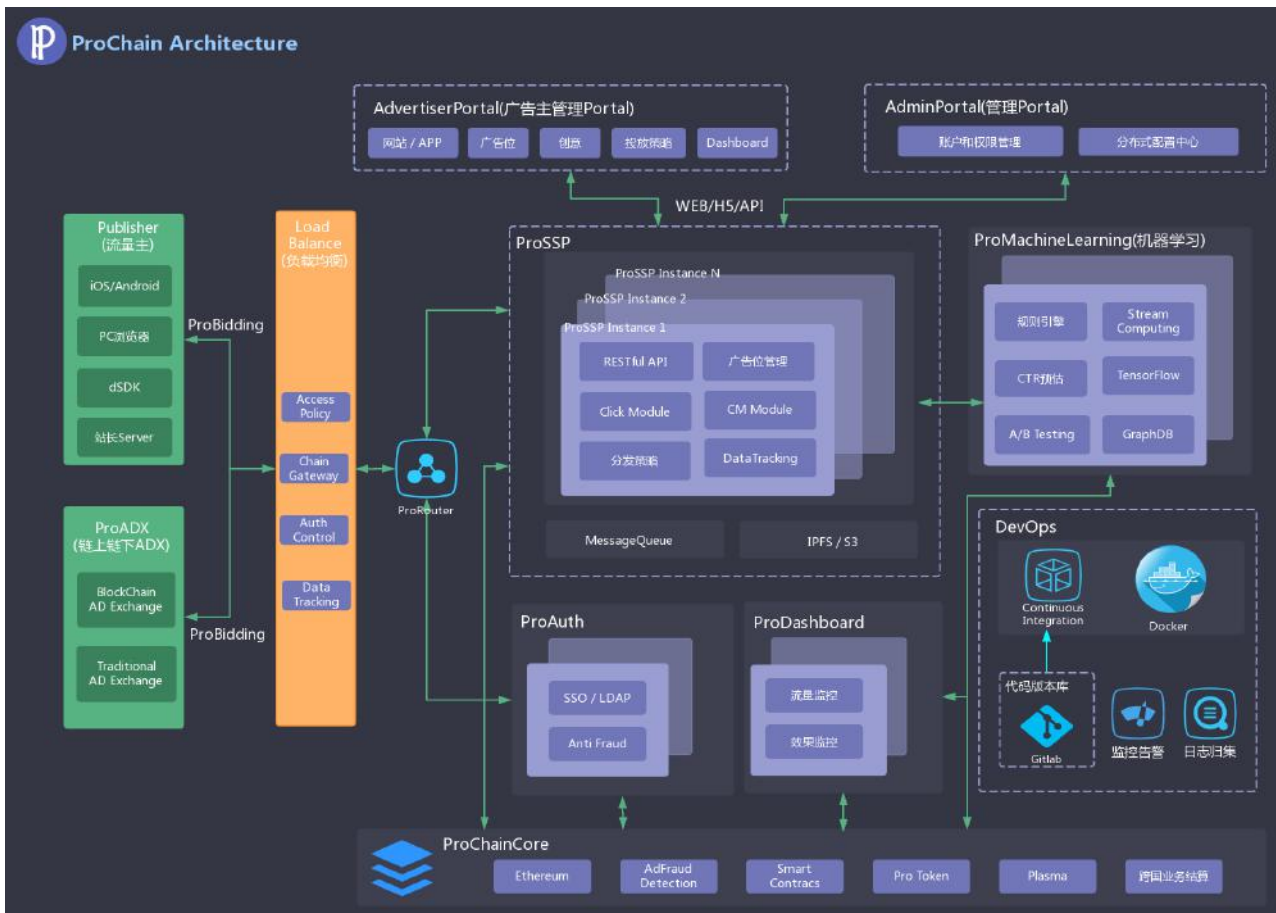 ProChain Architecture
AdvertiserPortal(广告主管理Portal)
网站 / APP
广告位
创意
投放策略
Dashboard
AdminPortal(管理Portal)
账户和权限管理
分布式配置中心
WEB/H5/API
Publisher
(流量主)
iOS/Android
PC浏览器
dSDK
站长Server
ProBidding
ProADX
(链上链下ADX)
BlockChain
AD Exchange
Traditional
AD Exchange
ProBidding
Load
Balance
(负载均衡)
Access
Policy
Chain
Gateway
Auth
Control
Data
Tracking
ProRouter
ProSSP
ProSSP Instance N
ProSSP Instance 2
ProSSP Instance 1
RESTful API
广告位管理
Click Module
CM Module
分发策略
DataTracking
MessageQueue
IPFS / S3
ProMachineLearning(机器学习)
规则引擎
Stream
Computing
CTR预估
TensorFlow
A/B Testing
GraphDB
ProAuth
SSO / LDAP
Anti Fraud
ProDashboard
流量监控
效果监控
DevOps
Continuous
Integration
Docker
代码版本库
Gitlab
监控告警
日志归集
ProChainCore
Ethereum
AdFraud
Detection
Smart
Contracs
Pro Token
Plasma
跨国业务结算